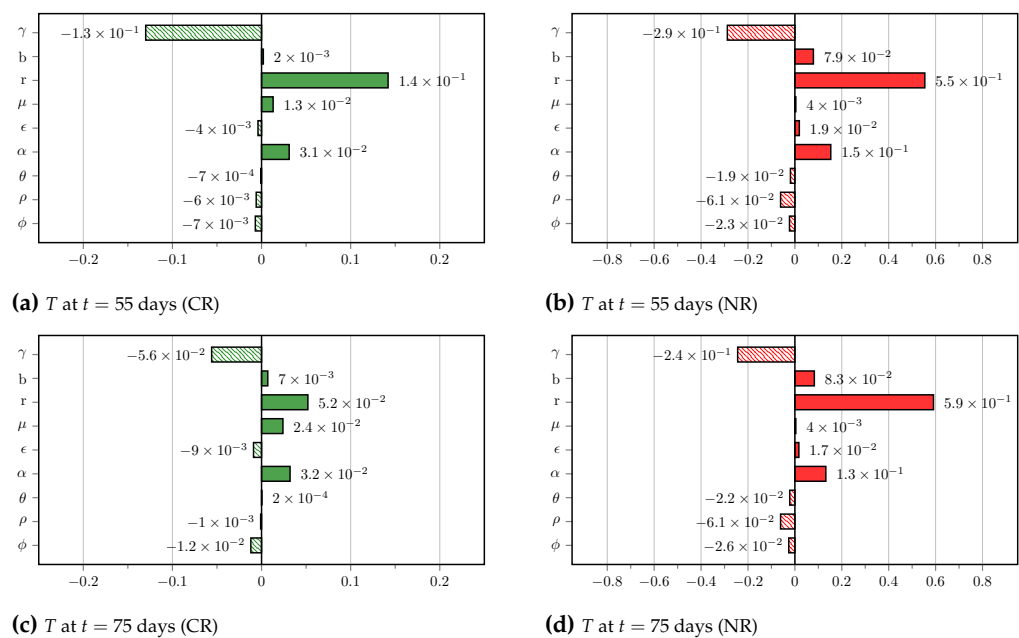 γ
−1.3 × 10⁻¹
b
2 × 10⁻³
r
1.4 × 10⁻¹
μ
1.3 × 10⁻²
ϵ
−4 × 10⁻³
α
3.1 × 10⁻²
θ
−7 × 10⁻⁴
ρ
−6 × 10⁻³
ϕ
−7 × 10⁻³
−0.2 −0.1 0 0.1 0.2
(a) T at t = 55 days (CR)
γ
−2.9 × 10⁻¹
b
7.9 × 10⁻²
r
5.5 × 10⁻¹
μ
4 × 10⁻³
ϵ
1.9 × 10⁻²
α
1.5 × 10⁻¹
θ
−1.9 × 10⁻²
ρ
−6.1 × 10⁻²
ϕ
−2.3 × 10⁻²
−0.8 −0.6 −0.4 −0.2 0 0.2 0.4 0.6 0.8
(b) T at t = 55 days (NR)
γ
−5.6 × 10⁻²
b
7 × 10⁻³
r
5.2 × 10⁻²
μ
2.4 × 10⁻²
ϵ
−9 × 10⁻³
α
3.2 × 10⁻²
θ
2 × 10⁻⁴
ρ
−1 × 10⁻³
ϕ
−1.2 × 10⁻²
−0.2 −0.1 0 0.1 0.2
(c) T at t = 75 days (CR)
γ
−2.4 × 10⁻¹
b
8.3 × 10⁻²
r
5.9 × 10⁻¹
μ
4 × 10⁻³
ϵ
1.7 × 10⁻²
α
1.3 × 10⁻¹
θ
−2.2 × 10⁻²
ρ
−6.1 × 10⁻²
ϕ
−2.6 × 10⁻²
−0.8 −0.6 −0.4 −0.2 0 0.2 0.4 0.6 0.8
(d) T at t = 75 days (NR)